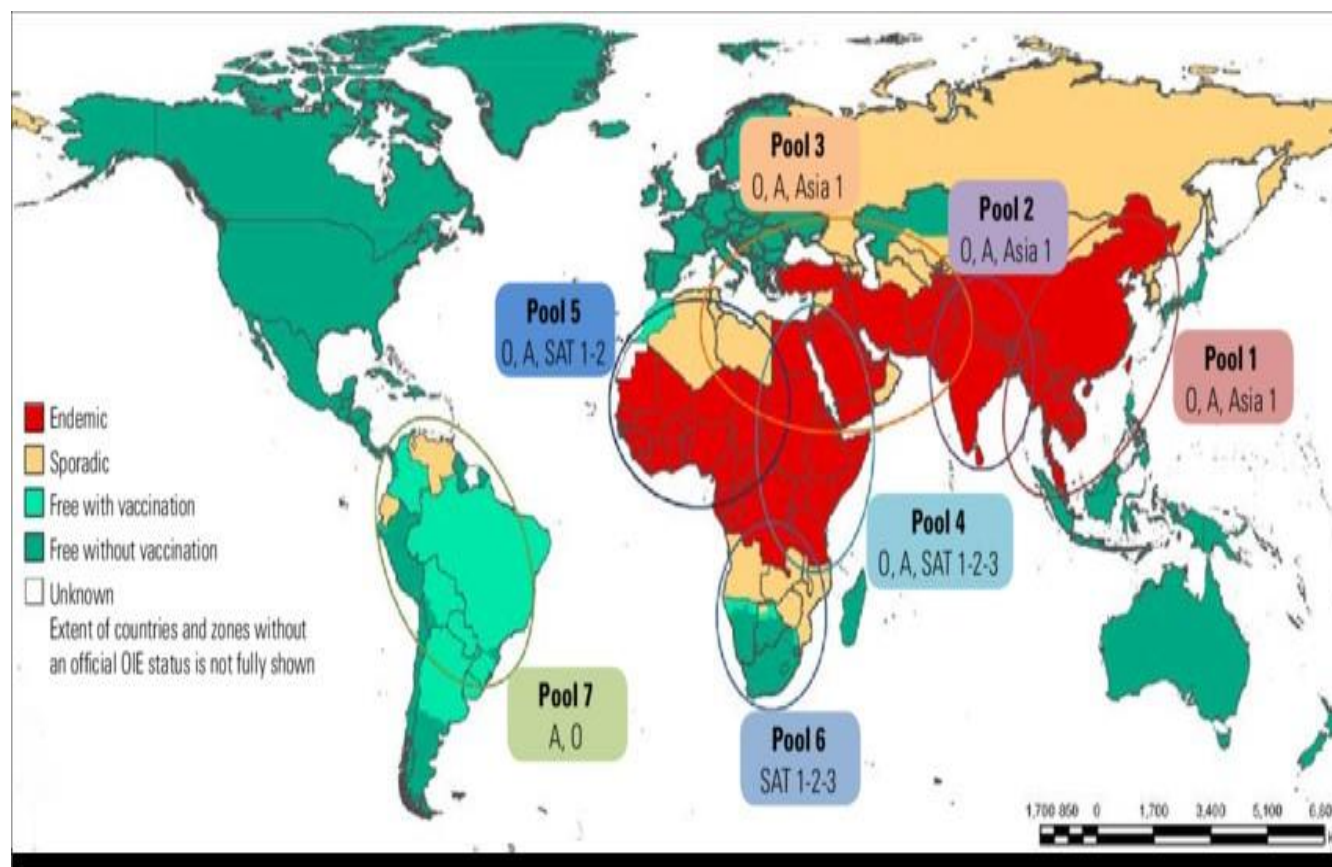 Pool 3
O, A, Asia 1
Pool 2
O, A, Asia 1
Pool 5
O, A, SAT 1-2
Pool 1
O, A, Asia 1
Endemic
Sporadic
Free with vaccination
Free without vaccination
Unknown
Extent of countries and zones without
an official OIE status is not fully shown
Pool 4
O, A, SAT 1-2-3
Pool 7
A, O
Pool 6
SAT 1-2-3
1,700 850 0 1,700 3,400 5,100